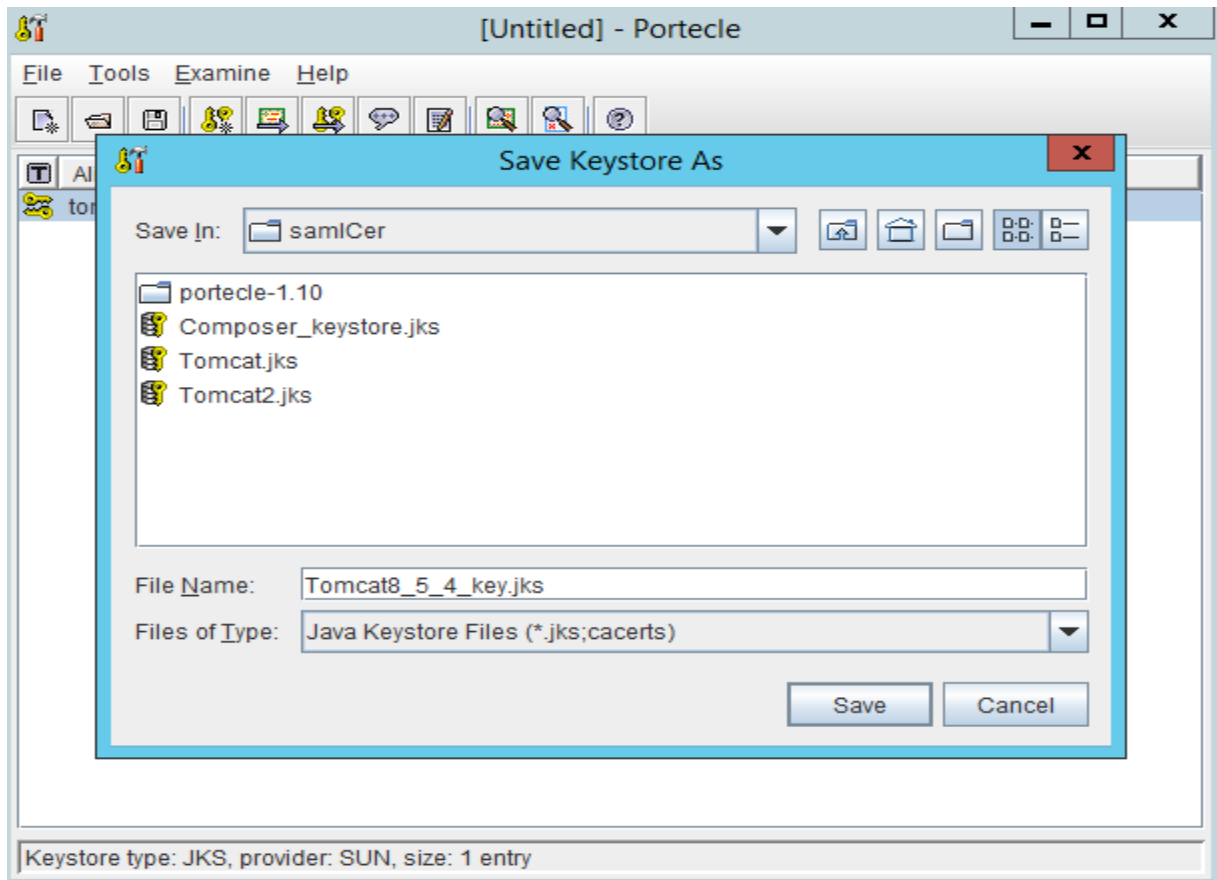 [Untitled] - Portecle
File Tools Examine Help
Save Keystore As
Save In: samlCer
portecle-1.10
Composer_keystore.jks
Tomcat.jks
Tomcat2.jks
File Name: Tomcat8_5_4_key.jks
Files of Type: Java Keystore Files (*.jks;cacerts)
Save Cancel
Keystore type: JKS, provider: SUN, size: 1 entry